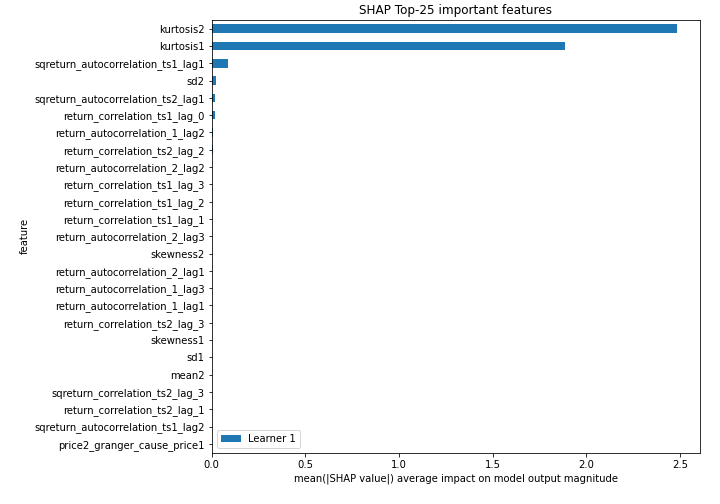 SHAP Top-25 important features
kurtosis2
kurtosis1
sqreturn_autocorrelation_ts1_lag1
sd2
sqreturn_autocorrelation_ts2_lag1
return_correlation_ts1_lag_0
return_autocorrelation_1_lag2
return_correlation_ts2_lag_2
return_autocorrelation_2_lag2
return_correlation_ts1_lag_3
return_correlation_ts1_lag_2
return_correlation_ts1_lag_1
return_autocorrelation_2_lag3
skewness2
return_autocorrelation_2_lag1
return_autocorrelation_1_lag3
return_autocorrelation_1_lag1
return_correlation_ts2_lag_3
skewness1
sd1
mean2
sqreturn_correlation_ts2_lag_3
return_correlation_ts2_lag_1
sqreturn_autocorrelation_ts1_lag2
price2_granger_cause_price1
feature
Learner 1
0.0 0.5 1.0 1.5 2.0 2.5
mean(|SHAP value|) average impact on model output magnitude